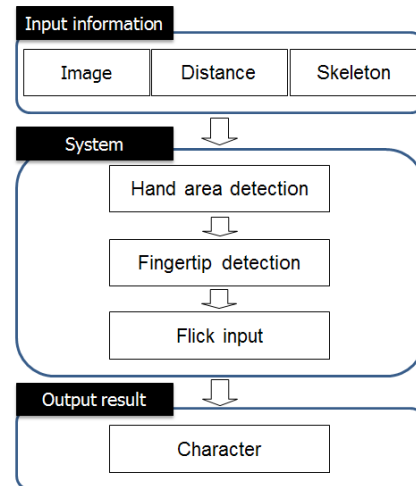 Input information
Image Distance Skeleton
System
Hand area detection
Fingertip detection
Flick input
Output result
Character